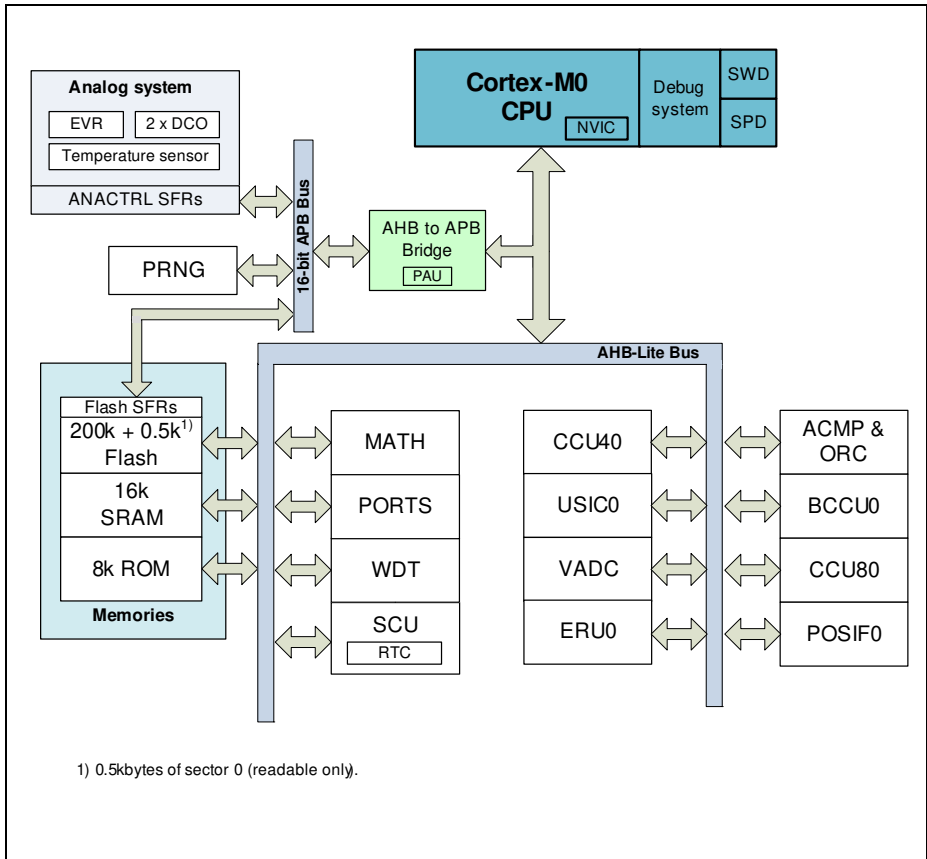 Analog system
EVR
2 x DCO
Temperature sensor
ANACTRL SFRs
Cortex-M0
CPU
NVIC
Debug
system
SWD
SPD
16-bit APB Bus
AHB to APB
Bridge
PAU
PRNG
AHB-Lite Bus
Flash SFRs
200k + 0.5k1)
Flash
16k
SRAM
8k ROM
Memories
MATH
PORTS
WDT
SCU
RTC
CCU40
USIC0
VADC
ERU0
ACMP &
ORC
BCCU0
CCU80
POSIF0
1) 0.5kbytes of sector 0 (readable only).